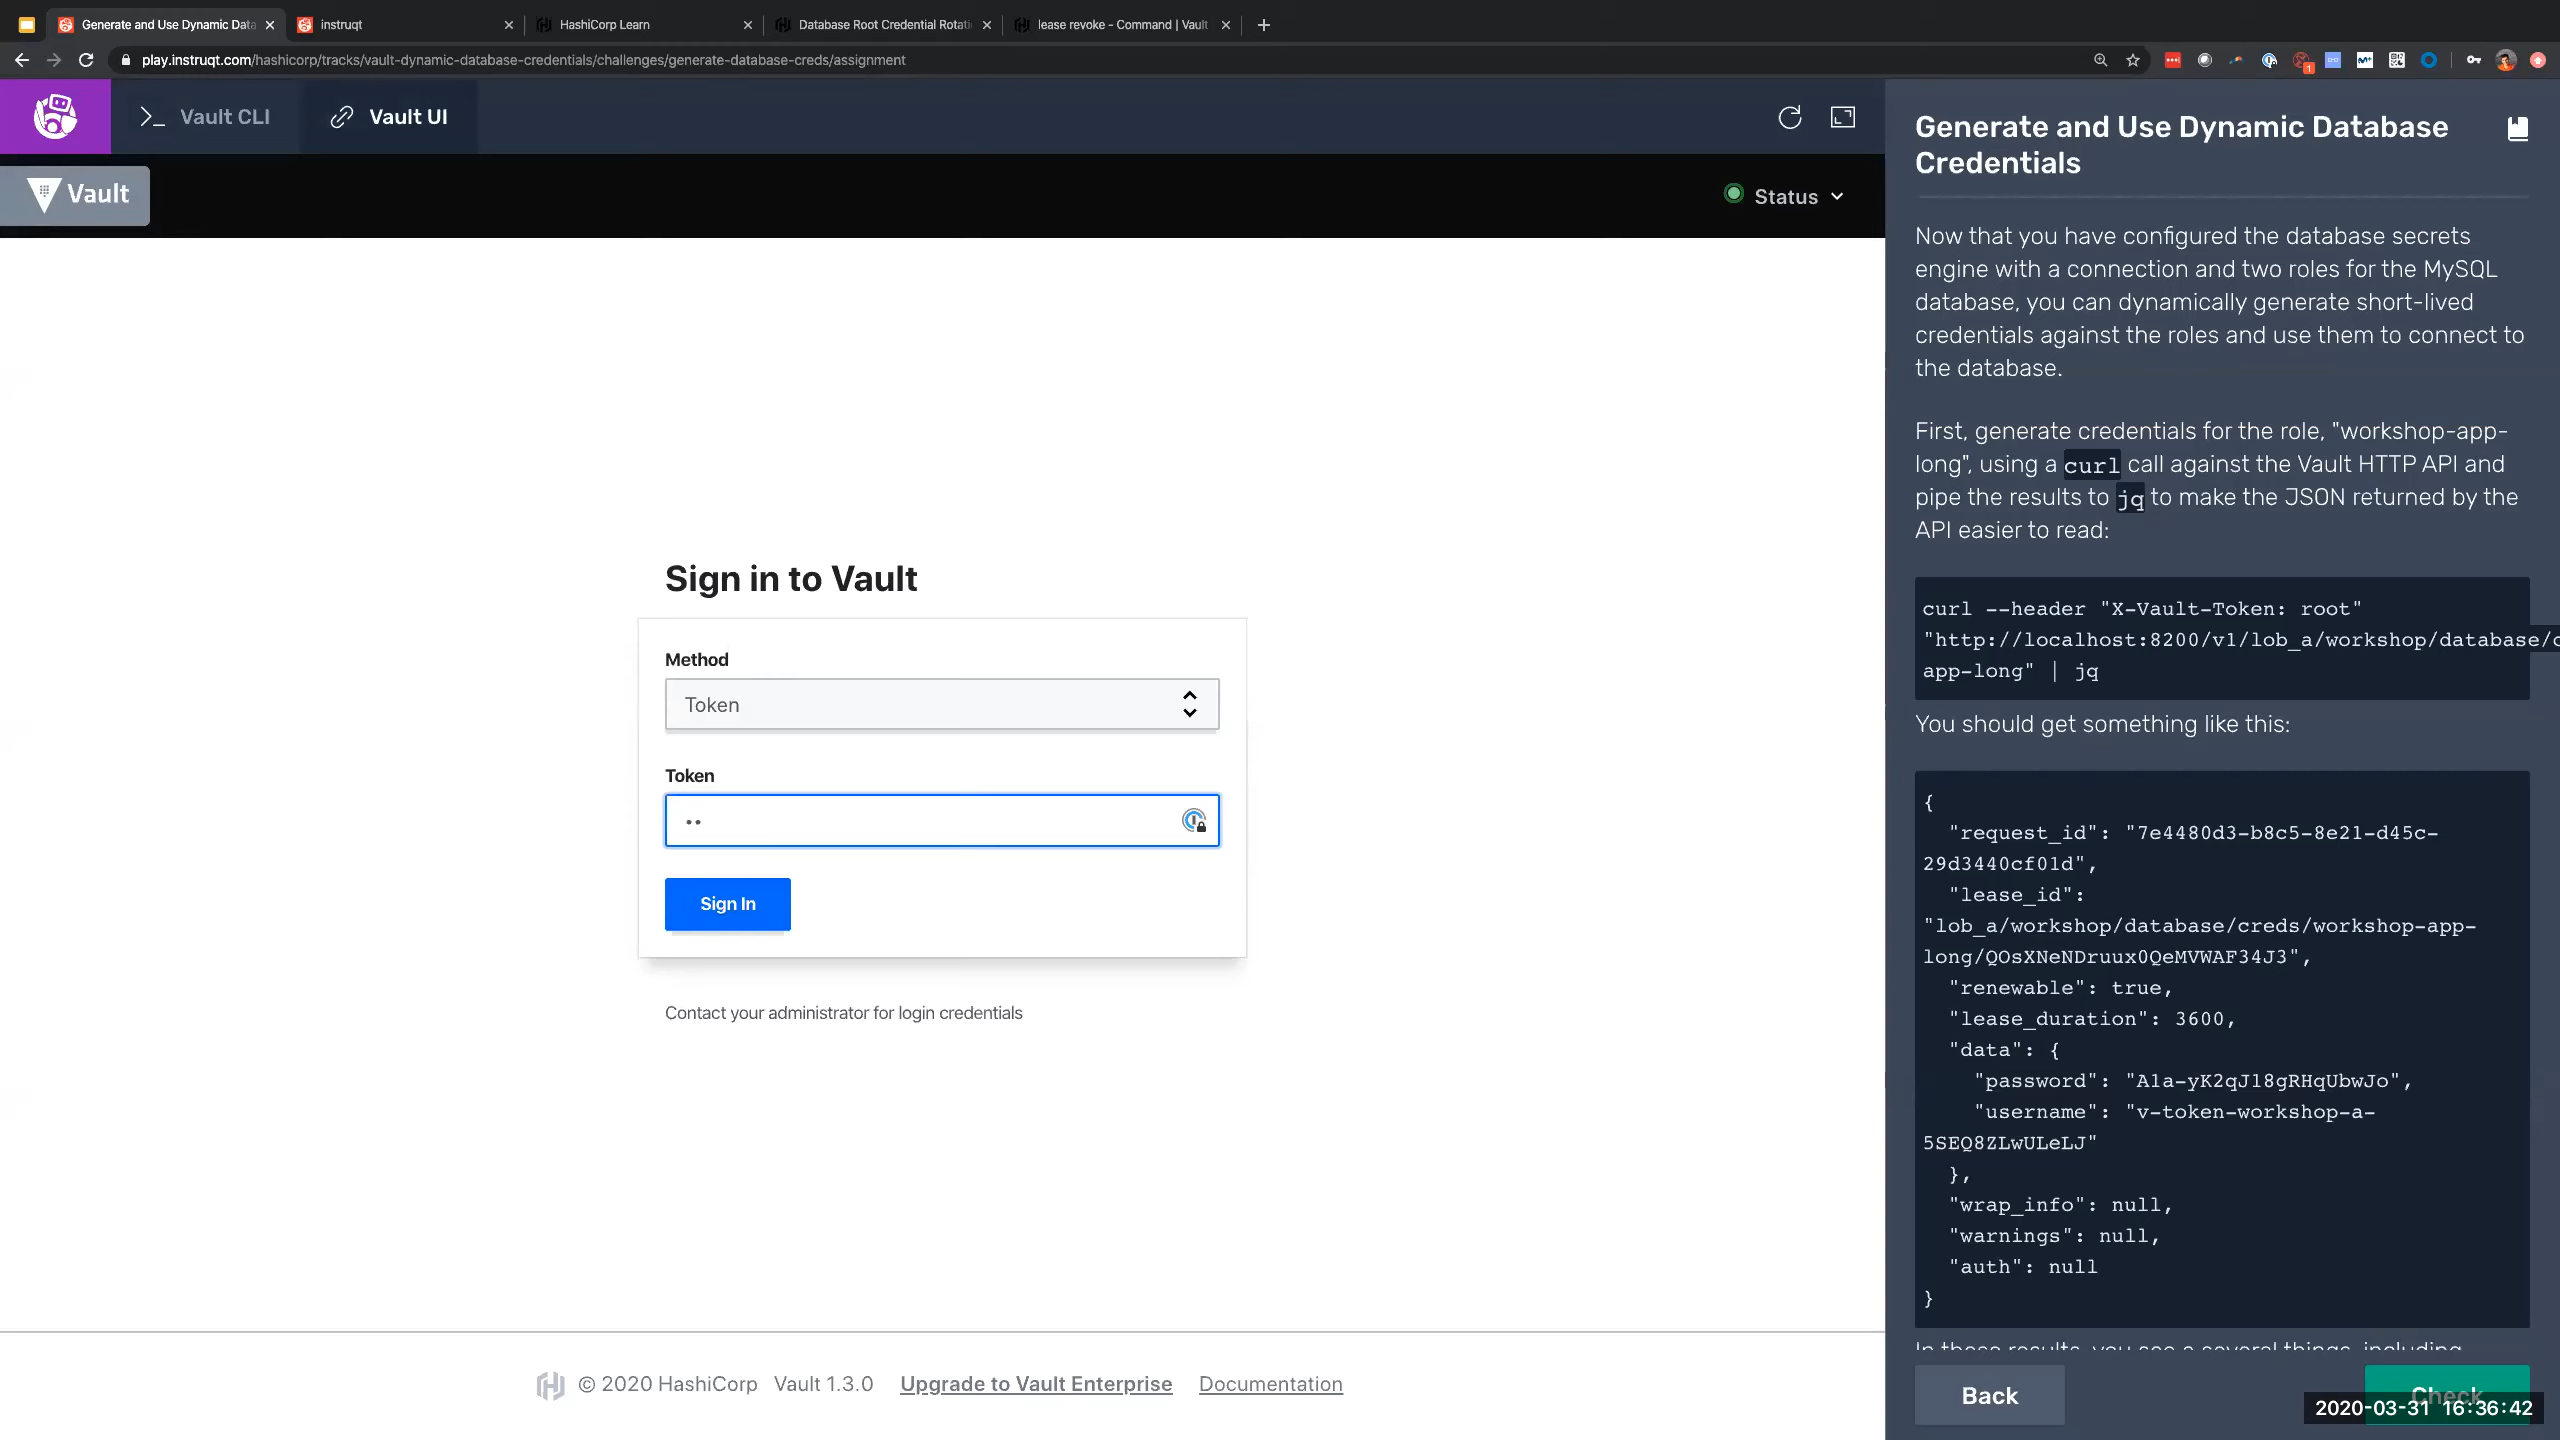 Generate and Use Dynamic Data
instruqt
HashiCorp Learn
Database Root Credential Rotati
lease revoke - Command | Vault
play.instruqt.com/hashicorp/tracks/vault-dynamic-database-credentials/challenges/generate-database-creds/assignment
Vault CLI
Vault UI
Vault
Status
Sign in to Vault
Method
Token
Token
••
Sign In
Contact your administrator for login credentials
© 2020 HashiCorp Vault 1.3.0 Upgrade to Vault Enterprise Documentation
Generate and Use Dynamic Database
Credentials
Now that you have configured the database secrets
engine with a connection and two roles for the MySQL
database, you can dynamically generate short-lived
credentials against the roles and use them to connect to
the database.
First, generate credentials for the role, "workshop-app-
long", using a curl call against the Vault HTTP API and
pipe the results to jq to make the JSON returned by the
API easier to read:
curl --header "X-Vault-Token: root"
"http://localhost:8200/v1/lob_a/workshop/database/c
app-long" | jq
You should get something like this:
{
"request_id": "7e4480d3-b8c5-8e21-d45c-
29d3440cf01d",
"lease_id":
"lob_a/workshop/database/creds/workshop-app-
long/QOsXNeNDruux0QeMVWAF34J3",
"renewable": true,
"lease_duration": 3600,
"data": {
"password": "A1a-yK2qJ18gRHqUbwJo",
"username": "v-token-workshop-a-
5SEQ8ZLwULeLJ"
},
"wrap_info": null,
"warnings": null,
"auth": null
}
In these results, you see a several things, including
Back
Check
2020-03-31 16:36:42